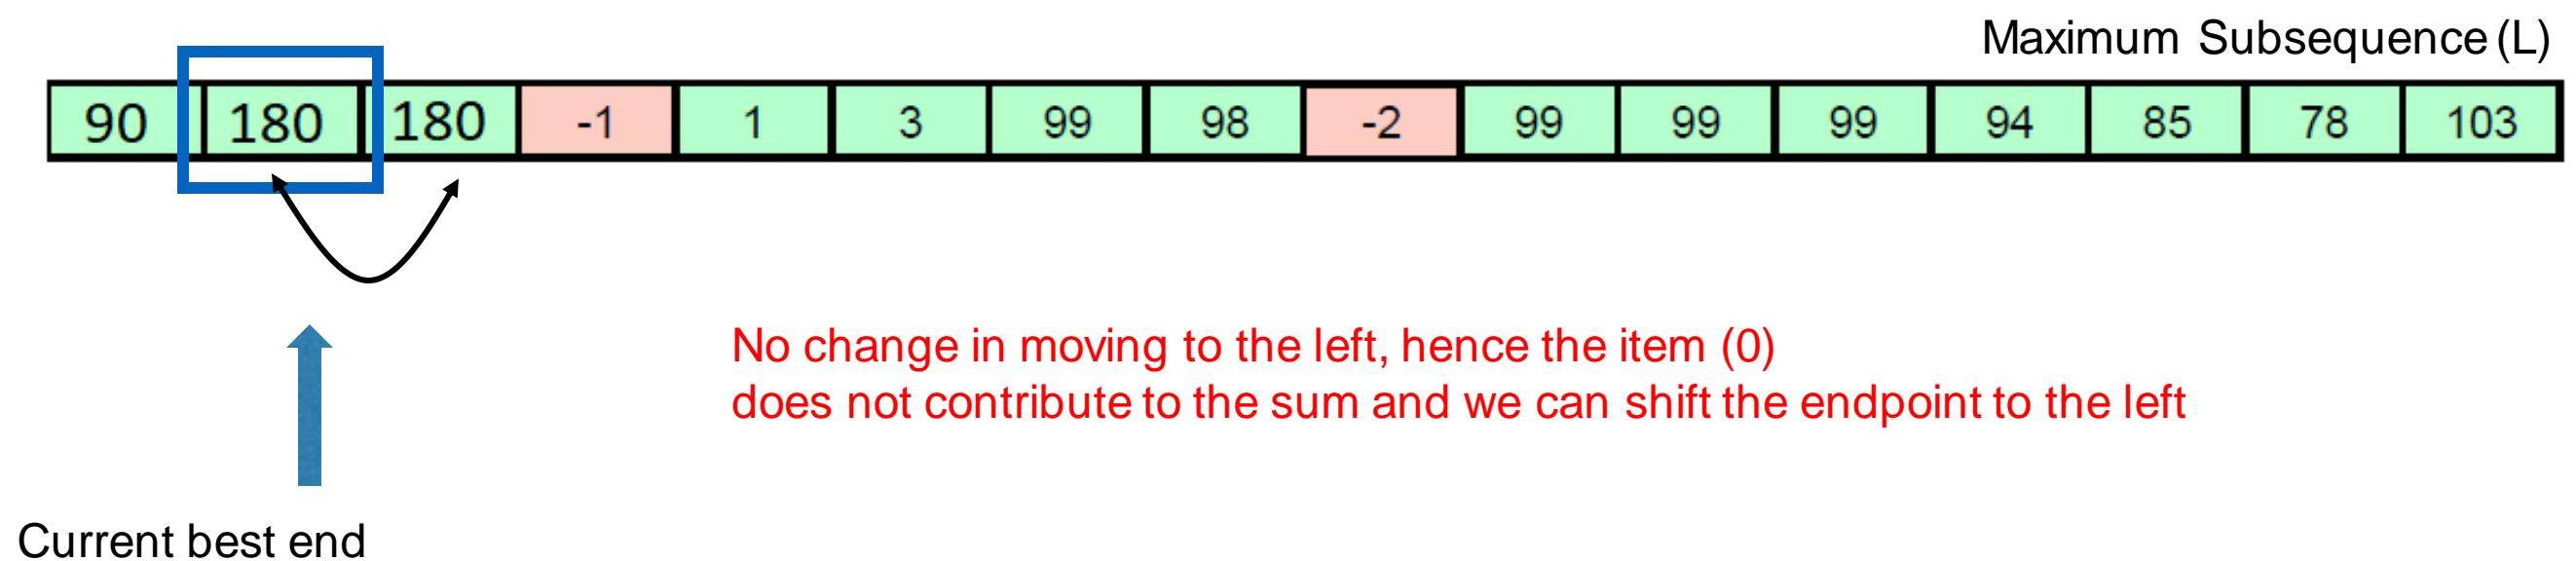 Maximum Subsequence (L)
90 180 180 -1 1 3 99 98 -2 99 99 99 94 85 78 103
No change in moving to the left, hence the item (0)
does not contribute to the sum and we can shift the endpoint to the left
Current best end